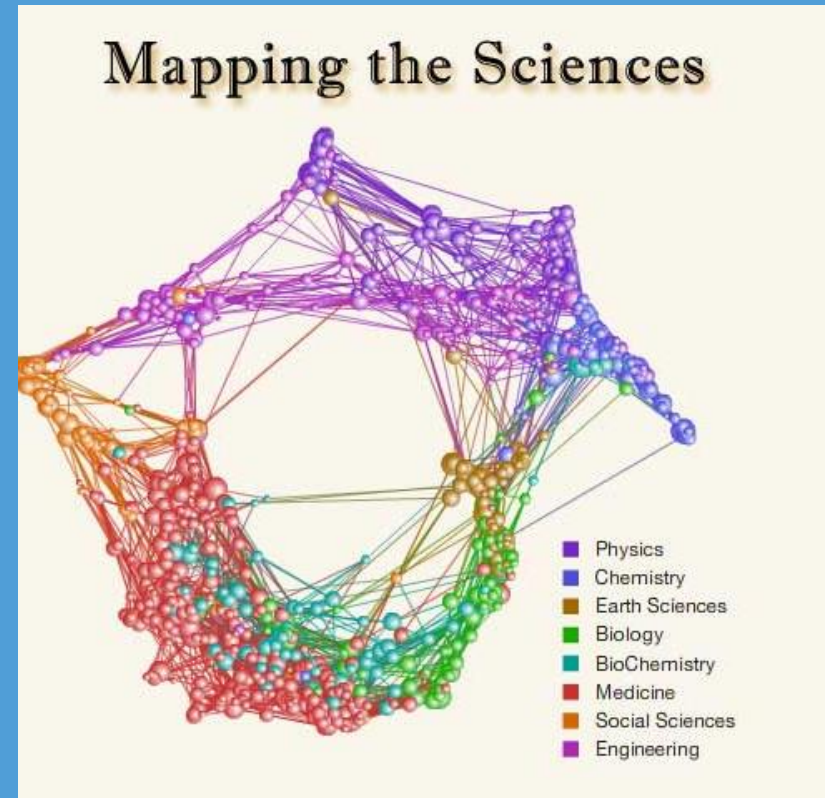 Mapping the Sciences
Physics
Chemistry
Earth Sciences
Biology
BioChemistry
Medicine
Social Sciences
Engineering